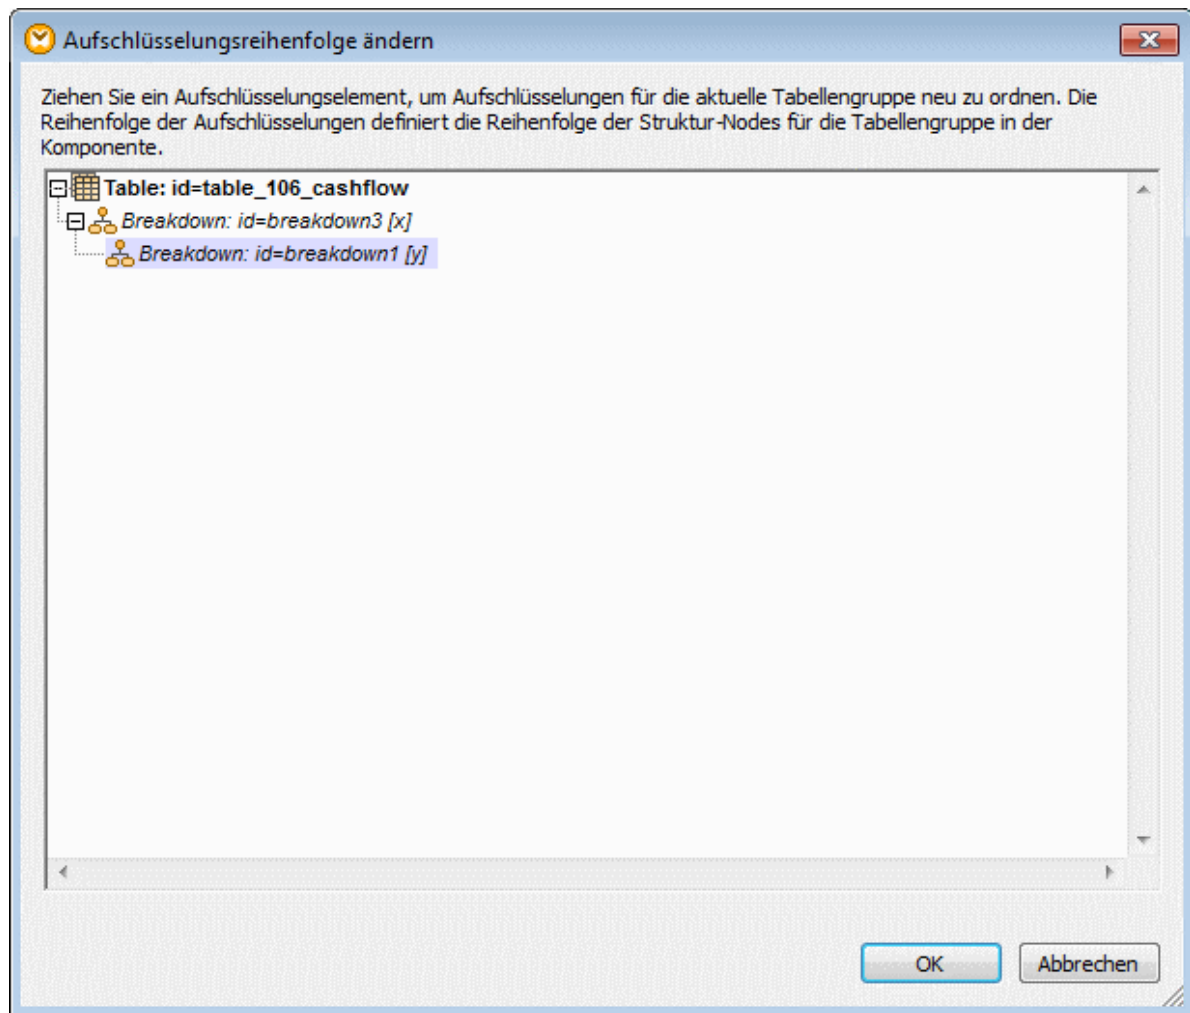 Aufschlüsselungsreihenfolge ändern
Ziehen Sie ein Aufschlüsselungselement, um Aufschlüsselungen für die aktuelle Tabellengruppe neu zu ordnen. Die
Reihenfolge der Aufschlüsselungen definiert die Reihenfolge der Struktur-Nodes für die Tabellengruppe in der
Komponente.
Table: id=table_106_cashflow
Breakdown: id=breakdown3 [x]
Breakdown: id=breakdown1 [y]
OK Abbrechen